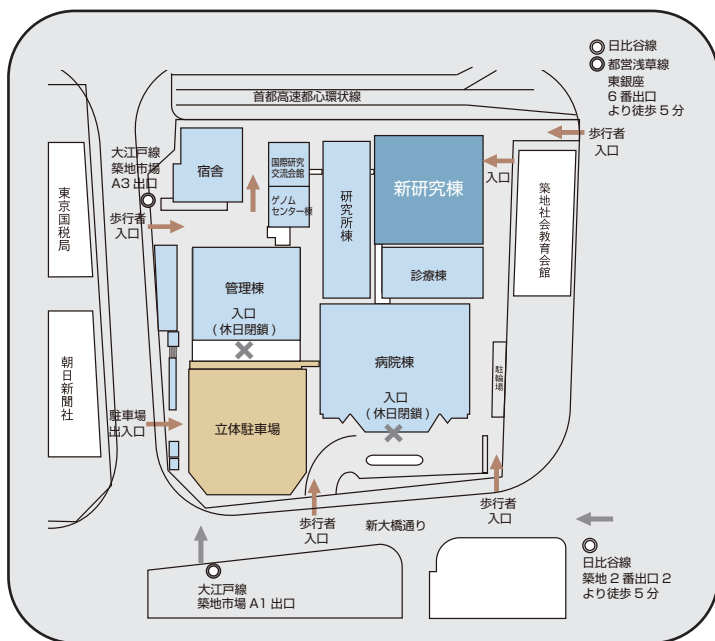 日比谷線
都営浅草線
東銀座
6番出口
より徒歩5分
首都高速都心環状線
歩行者
入口
大江戸線
築地市場
A3出口
宿舎
国際研究
交流会館
ゲノム
センター棟
研究所棟
新研究棟
入口
築地社会教育会館
東京国税局
歩行者
入口
診療棟
管理棟
入口
(休日閉鎖)
病院棟
入口
(休日閉鎖)
駐輪場
朝日新聞社
駐車場
出入口
立体駐車場
歩行者
入口
新大橋通り
歩行者
入口
大江戸線
築地市場A1出口
日比谷線
築地2番出口2
より徒歩5分